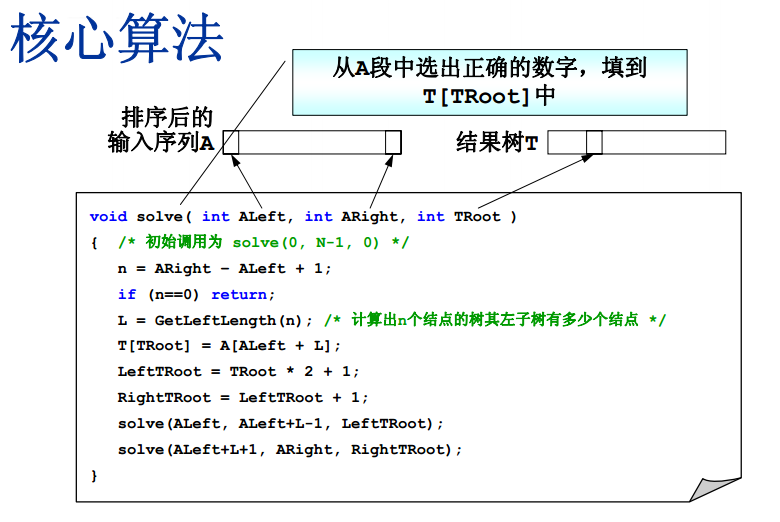 核心算法
从A段中选出正确的数字，填到
T[TRoot]中
排序后的
输入序列A
结果树T
void solve( int ALeft, int ARight, int TRoot )
{ /* 初始调用为 solve(0, N-1, 0) */
n = ARight – ALeft + 1;
if (n==0) return;
L = GetLeftLength(n); /* 计算出n个结点的树其左子树有多少个结点 */
T[TRoot] = A[ALeft + L];
LeftTRoot = TRoot * 2 + 1;
RightTRoot = LeftTRoot + 1;
solve(ALeft, ALeft+L-1, LeftTRoot);
solve(ALeft+L+1, ARight, RightTRoot);
}